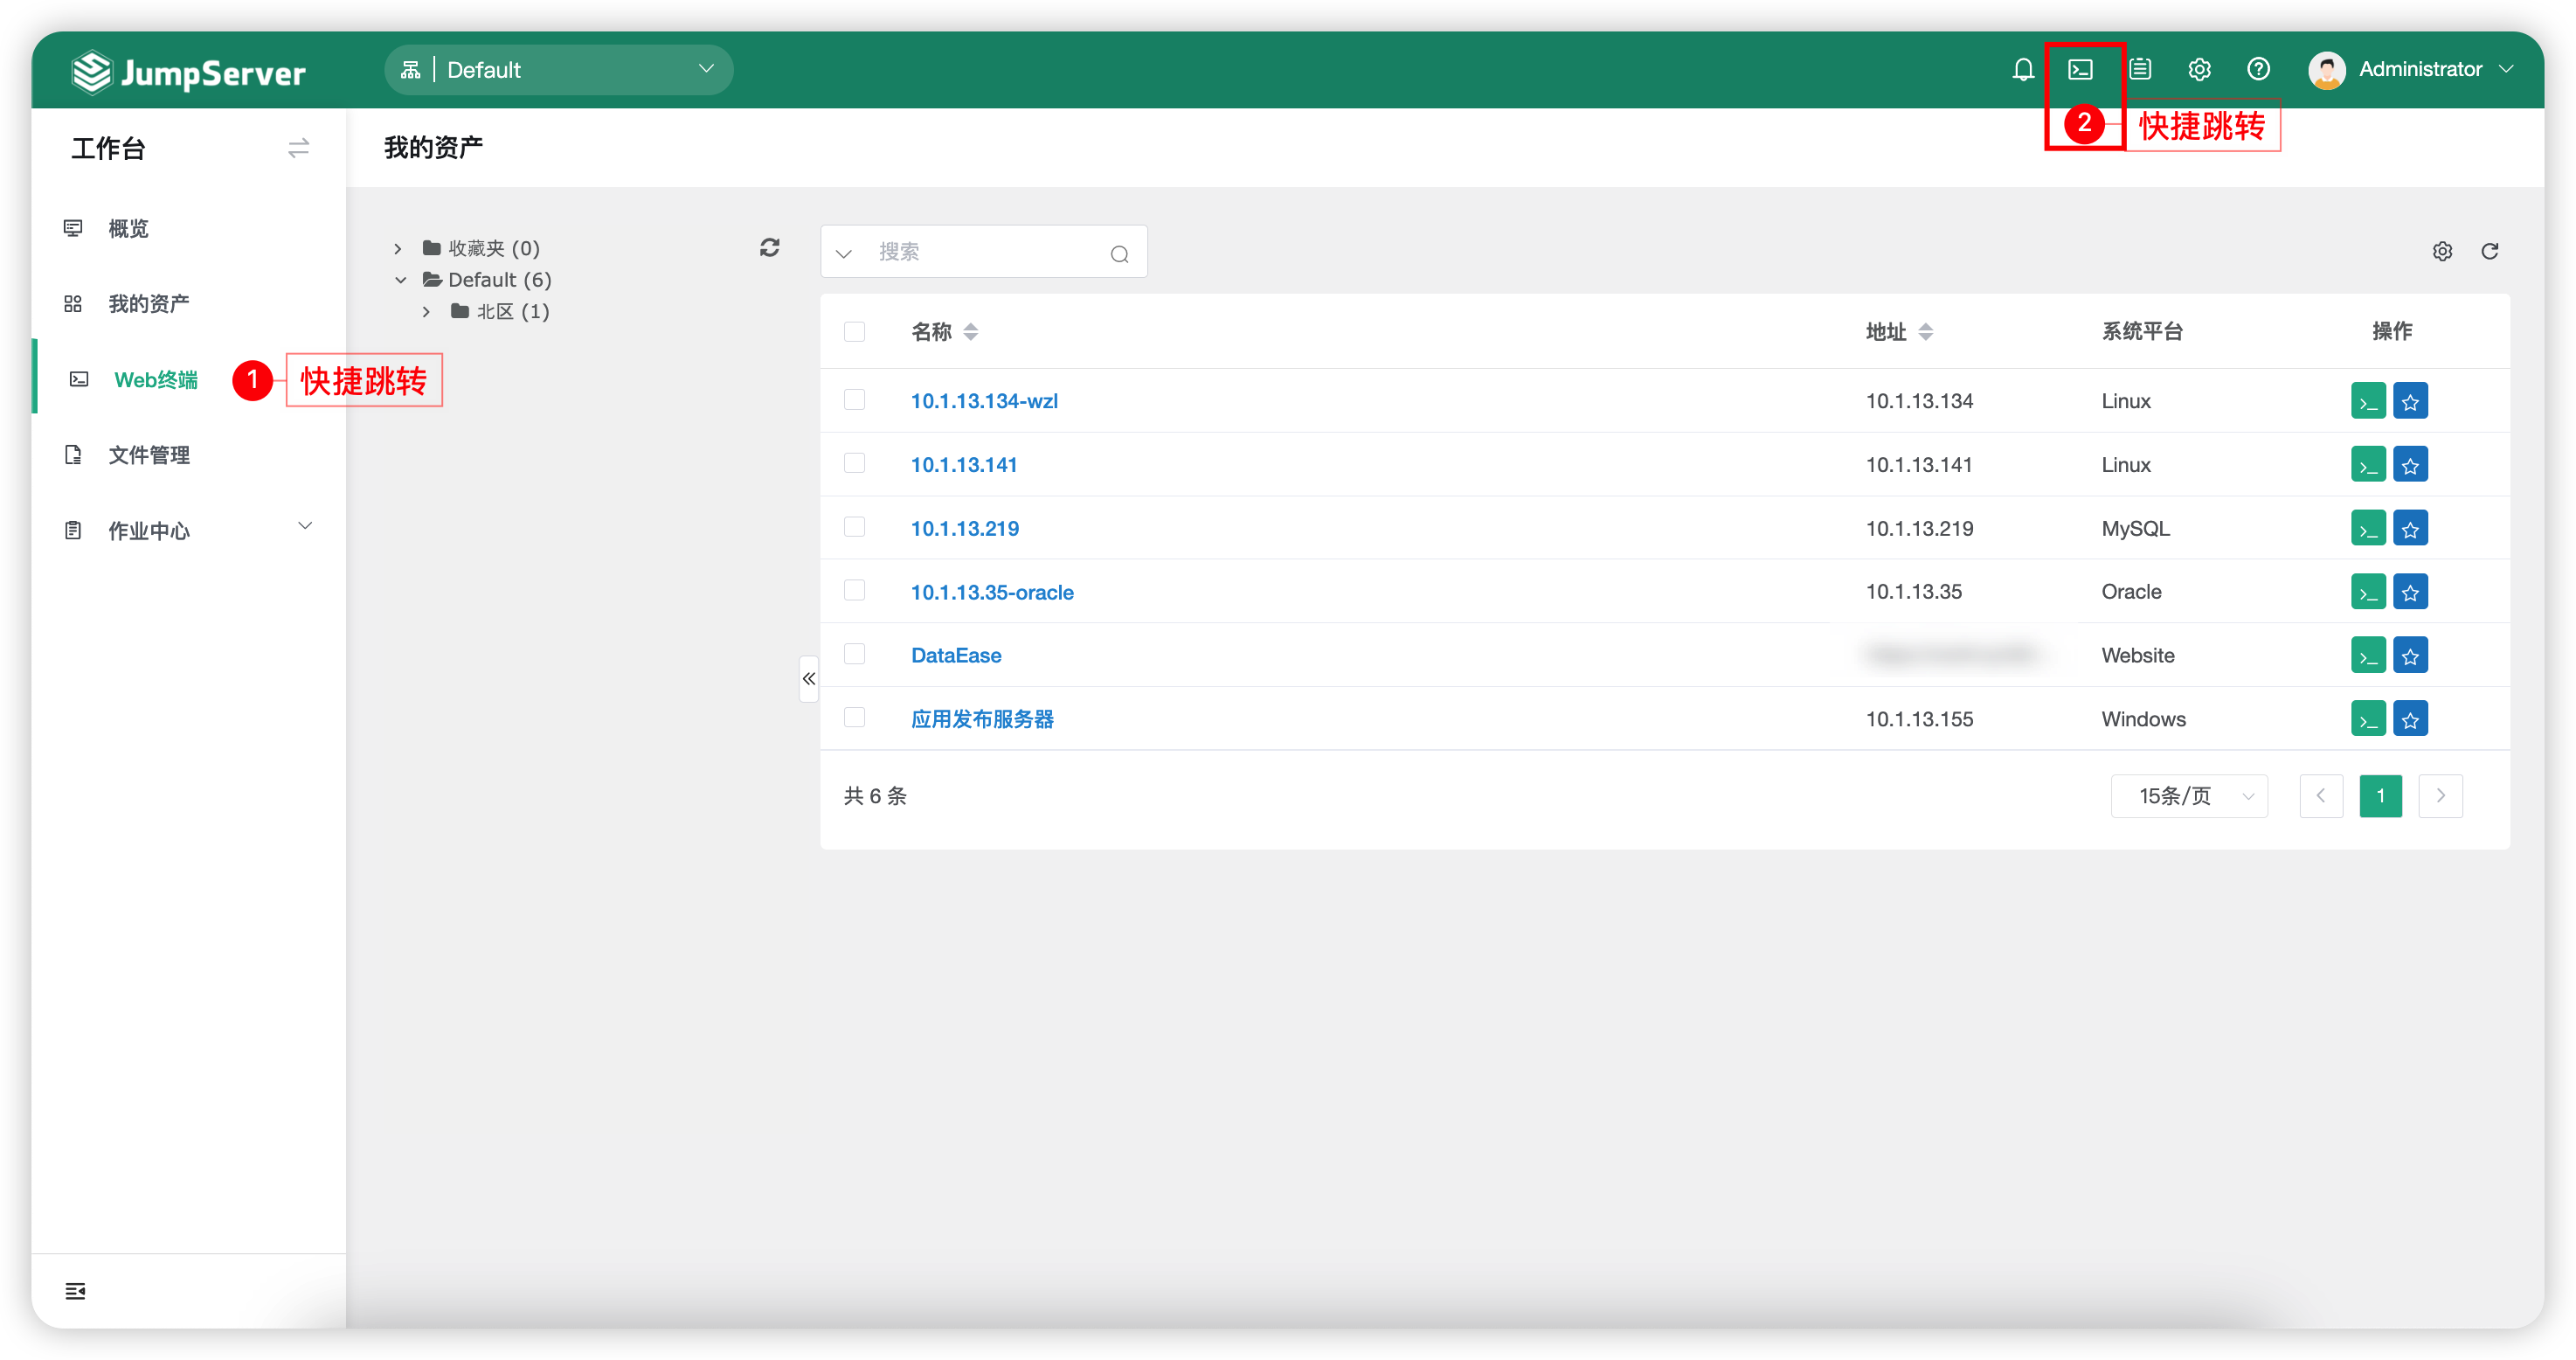 JumpServer
Default
Administrator
2
快捷跳转
工作台
我的资产
概览
我的资产
Web终端
1
快捷跳转
文件管理
作业中心
收藏夹 (0)
Default (6)
北区 (1)
搜索
名称 地址 系统平台 操作
10.1.13.134-wzl 10.1.13.134 Linux
10.1.13.141 10.1.13.141 Linux
10.1.13.219 10.1.13.219 MySQL
10.1.13.35-oracle 10.1.13.35 Oracle
DataEase Website
应用发布服务器 10.1.13.155 Windows
共 6 条 15条/页 1